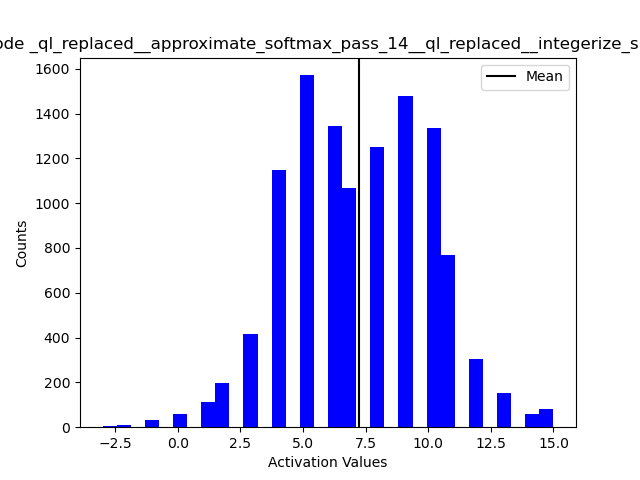 ode _ql_replaced__approximate_softmax_pass_14__ql_replaced__integerize_s
Mean
1600
1400
1200
1000
800
600
400
200
0
Counts
−2.5 0.0 2.5 5.0 7.5 10.0 12.5 15.0
Activation Values